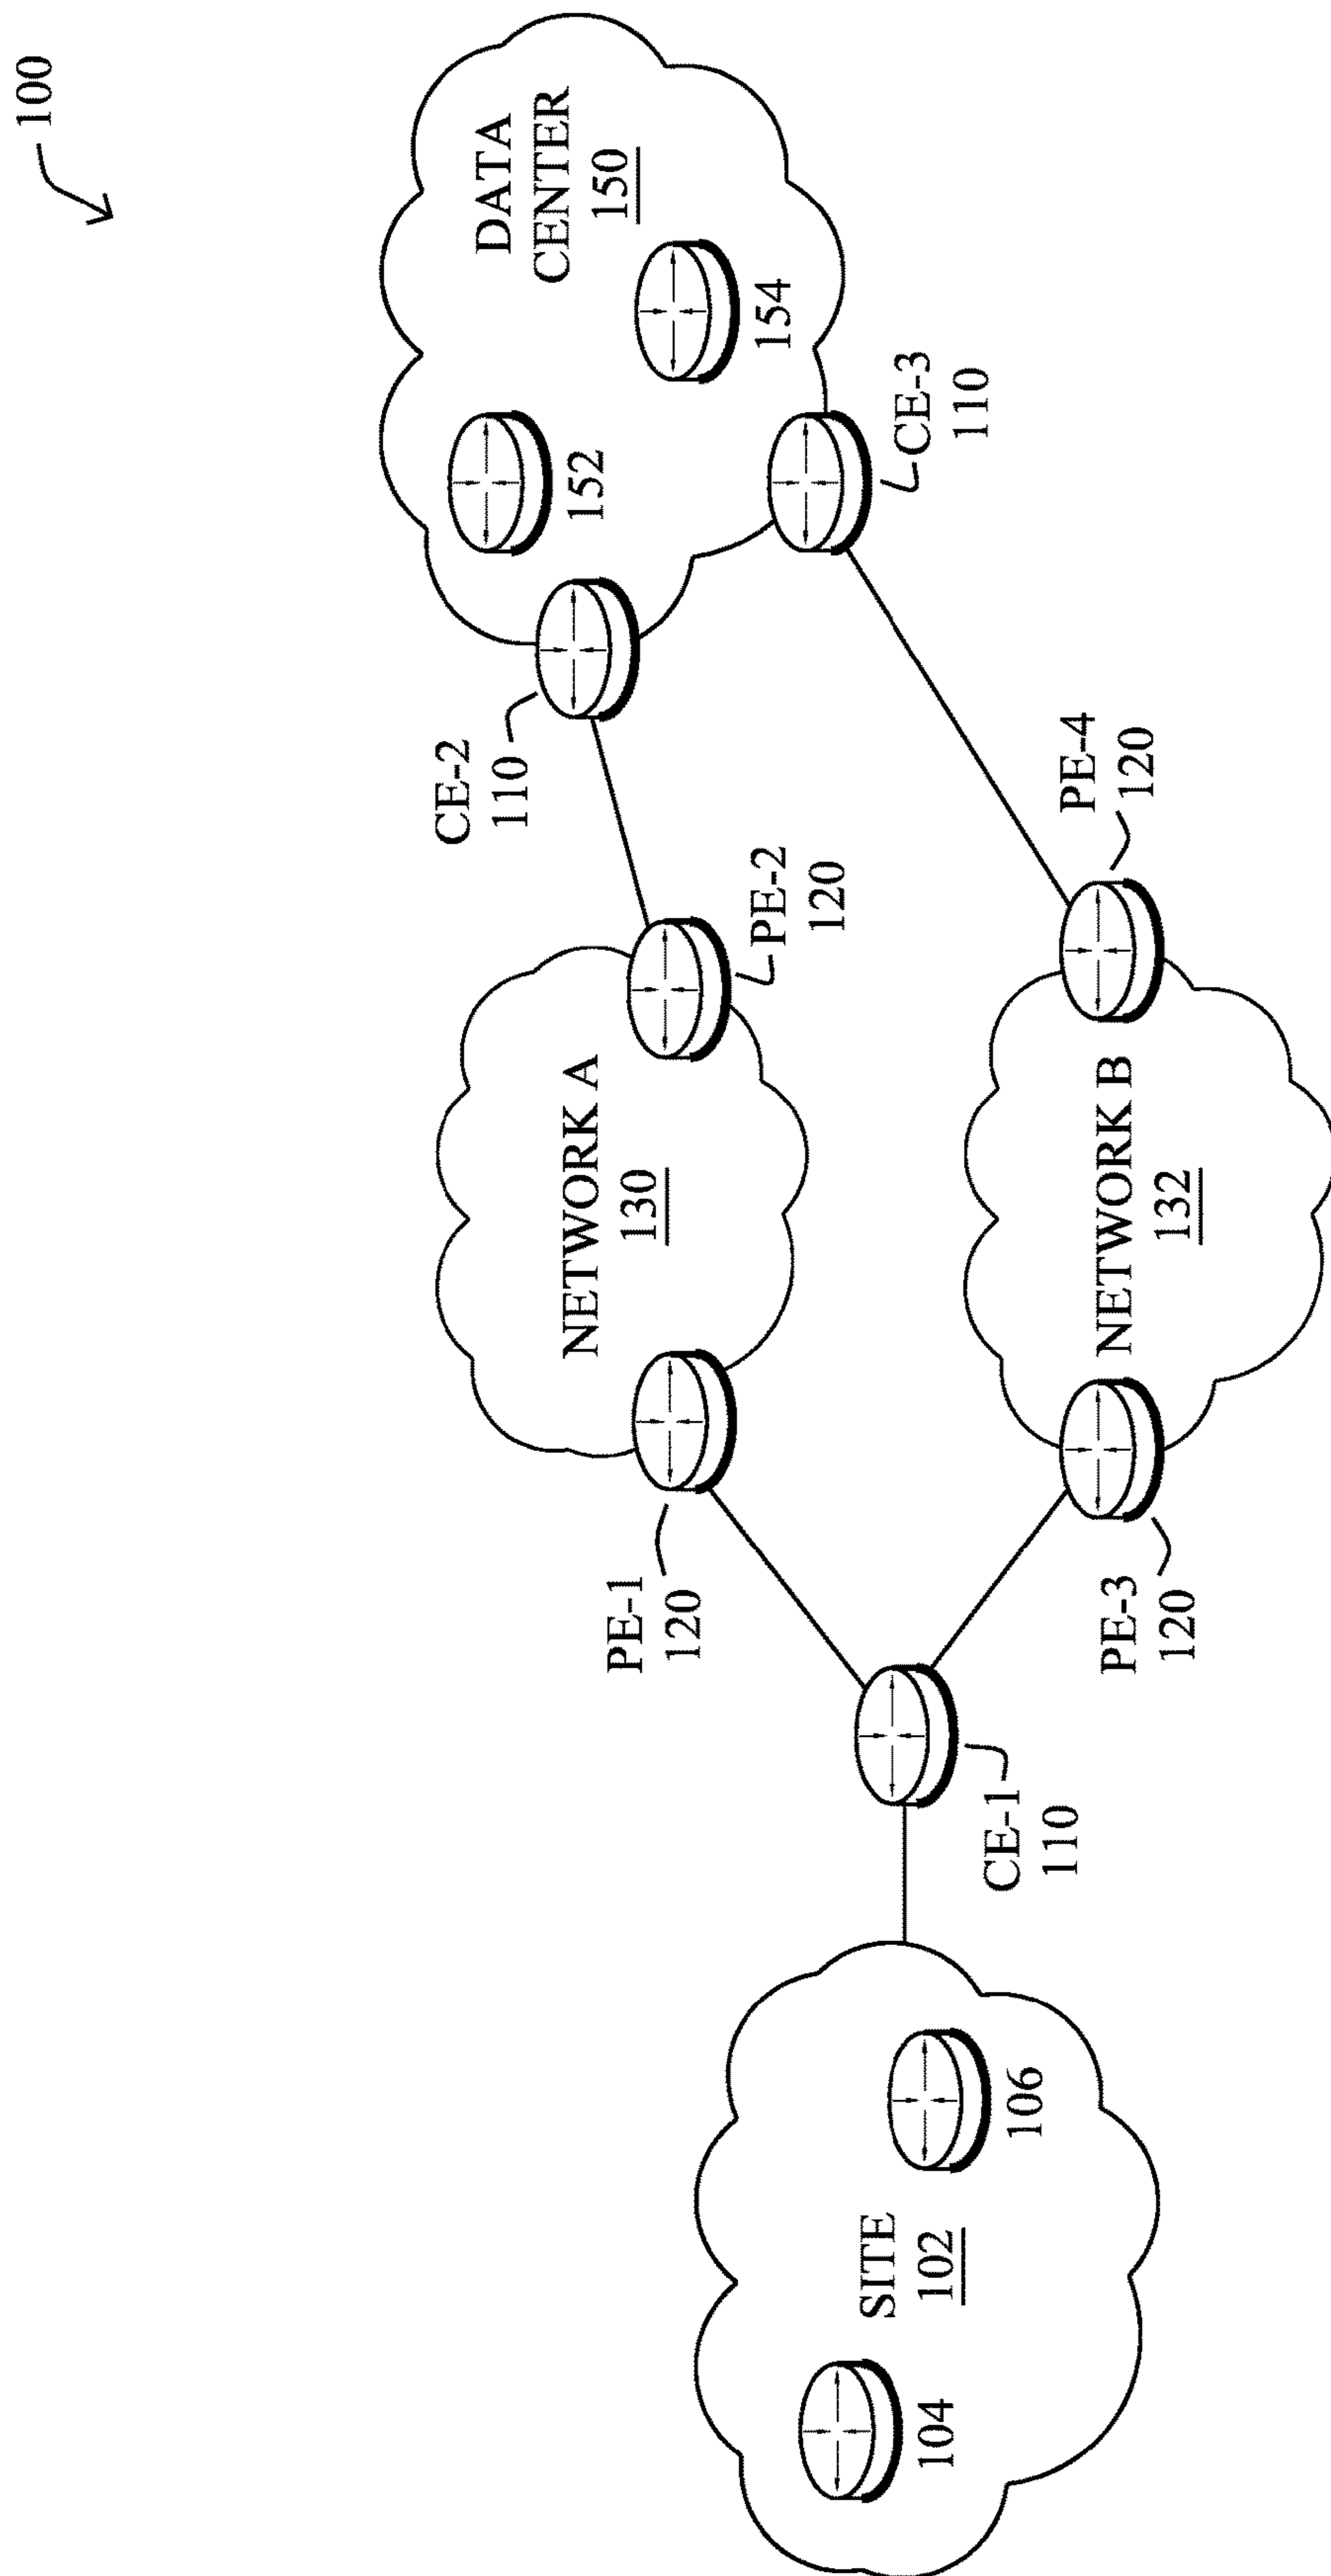 100
DATA
CENTER
150
152
154
CE-2
110
CE-3
110
NETWORK A
130
PE-1
120
PE-2
120
NETWORK B
132
PE-3
120
PE-4
120
CE-1
110
SITE
102
104
106